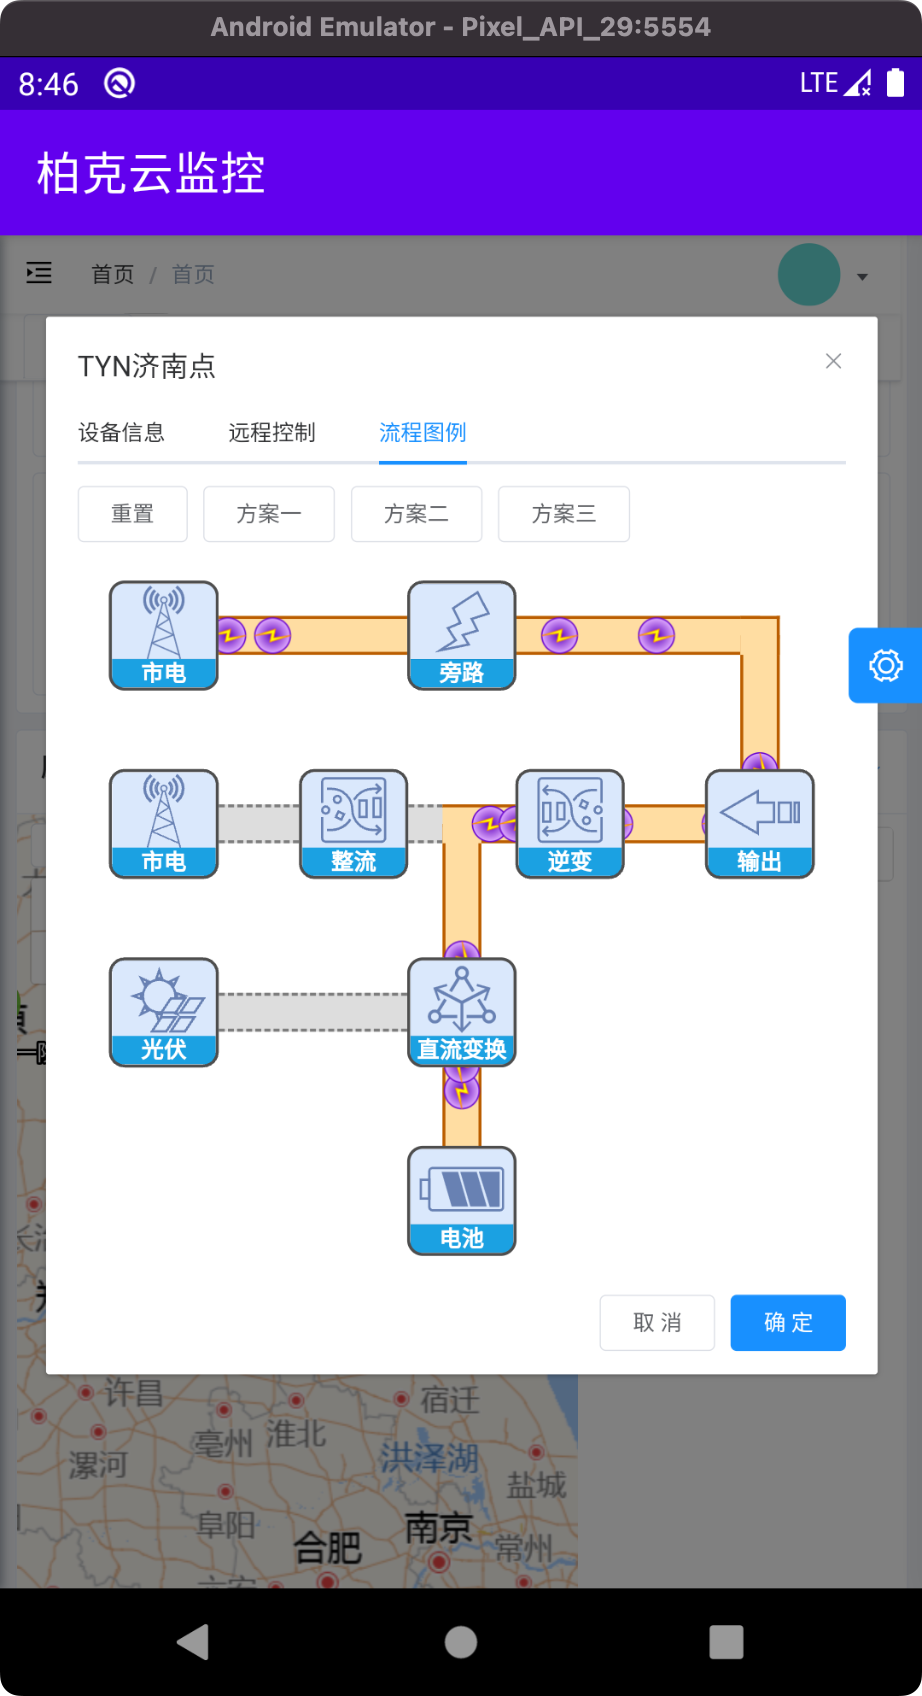 Android Emulator - Pixel_API_29:5554
8:46
LTE
柏克云监控
首页 / 首页
TYN济南点
设备信息 远程控制 流程图例
重置 方案一 方案二 方案三
市电 旁路
市电 整流 逆变 输出
光伏 直流变换
电池
取 消 确 定
许昌 宿迁
亳州 淮北
漯河 洪泽湖
盐城
阜阳 南京
合肥 常州
六安